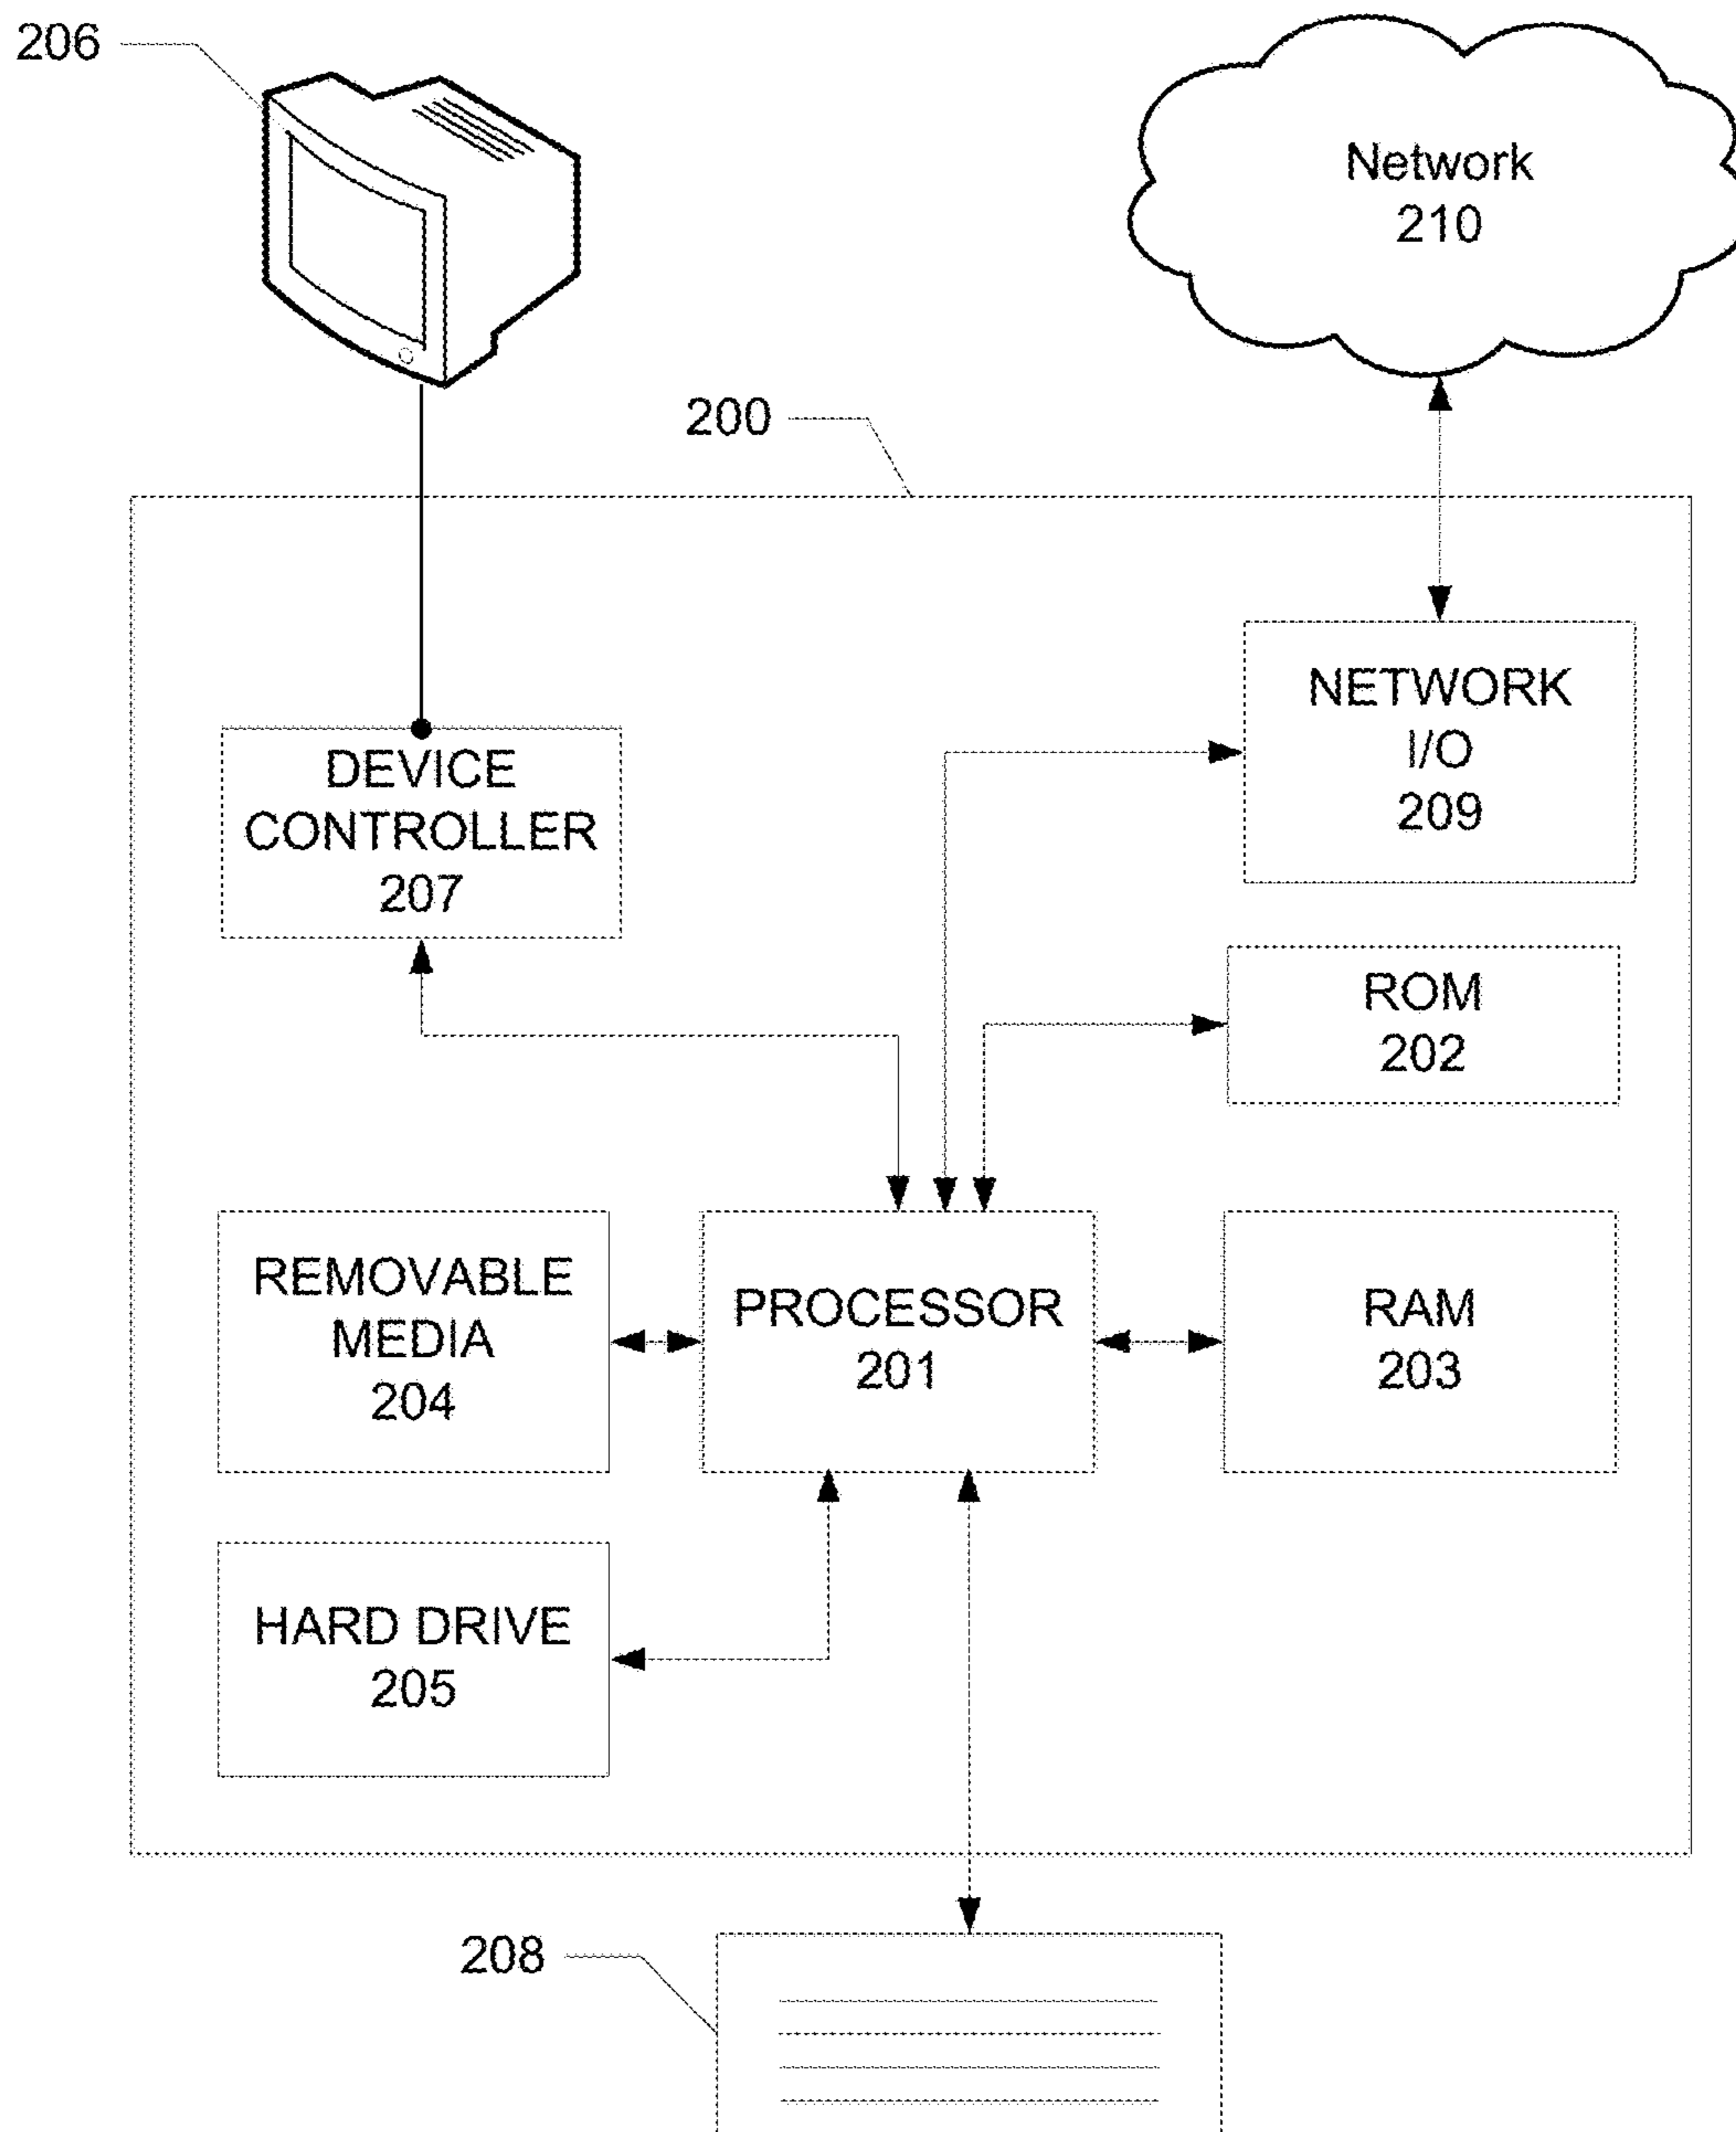 206
Network
210
200
NETWORK
I/O
209
DEVICE
CONTROLLER
207
ROM
202
REMOVABLE
MEDIA
204
PROCESSOR
201
RAM
203
HARD DRIVE
205
208